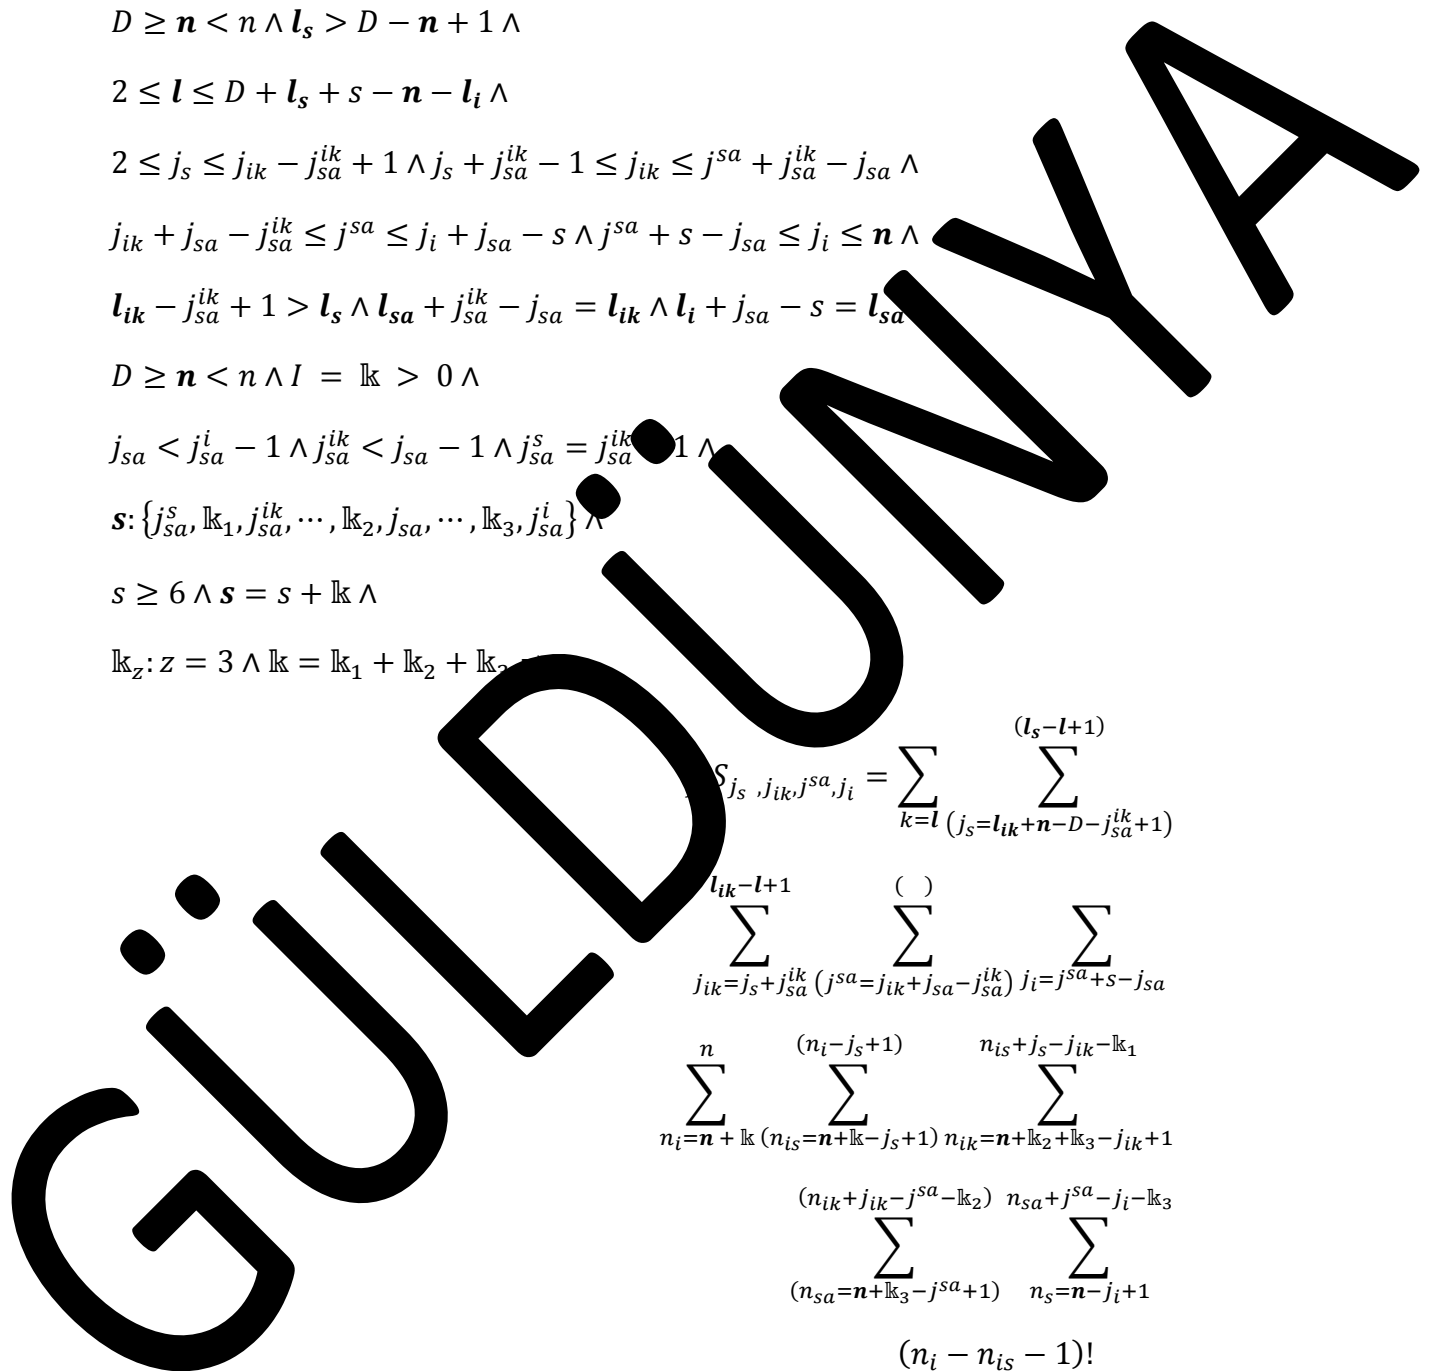 D ≥ n < n ∧ l_s > D − n + 1 ∧
2 ≤ l ≤ D + l_s + s − n − l_i ∧
2 ≤ j_s ≤ j_{ik} − j_{sa}^{ik} + 1 ∧ j_s + j_{sa}^{ik} − 1 ≤ j_{ik} ≤ j^{sa} + j_{sa}^{ik} − j_{sa} ∧
j_{ik} + j_{sa} − j_{sa}^{ik} ≤ j^{sa} ≤ j_i + j_{sa} − s ∧ j^{sa} + s − j_{sa} ≤ j_i ≤ n ∧
l_{ik} − j_{sa}^{ik} + 1 > l_s ∧ l_{sa} + j_{sa}^{ik} − j_{sa} = l_{ik} ∧ l_i + j_{sa} − s = l_{sa}
D ≥ n < n ∧ I = 𝕜 > 0 ∧
j_{sa} < j_{sa}^i − 1 ∧ j_{sa}^{ik} < j_{sa} − 1 ∧ j_{sa}^s = j_{sa}^{ik} 1 ∧
s: {j_{sa}^s, 𝕜_1, j_{sa}^{ik}, ⋯, 𝕜_2, j_{sa}, ⋯, 𝕜_3, j_{sa}^i} ∧
s ≥ 6 ∧ s = s + 𝕜 ∧
𝕜_z: z = 3 ∧ 𝕜 = 𝕜_1 + 𝕜_2 + 𝕜_3
S_{j_s, j_{ik}, j^{sa}, j_i} = ∑_{k=l} ∑_{(j_s=l_{ik}+n−D−j_{sa}^{ik}+1)}^{(l_s−l+1)}
∑_{j_{ik}=j_s+j_{sa}^{ik}}^{l_{ik}−l+1} ∑_{(j^{sa}=j_{ik}+j_{sa}−j_{sa}^{ik})}^{( )} ∑_{j_i=j^{sa}+s−j_{sa}}
∑_{n_i=n+𝕜}^{n} ∑_{(n_{is}=n+𝕜−j_s+1)}^{(n_i−j_s+1)} ∑_{n_{ik}=n+𝕜_2+𝕜_3−j_{ik}+1}^{n_{is}+j_s−j_{ik}−𝕜_1}
∑_{(n_{sa}=n+𝕜_3−j^{sa}+1)}^{(n_{ik}+j_{ik}−j^{sa}−𝕜_2)} ∑_{n_s=n−j_i+1}^{n_{sa}+j^{sa}−j_i−𝕜_3}
(n_i − n_{is} − 1)!
GÜLDÜNYA